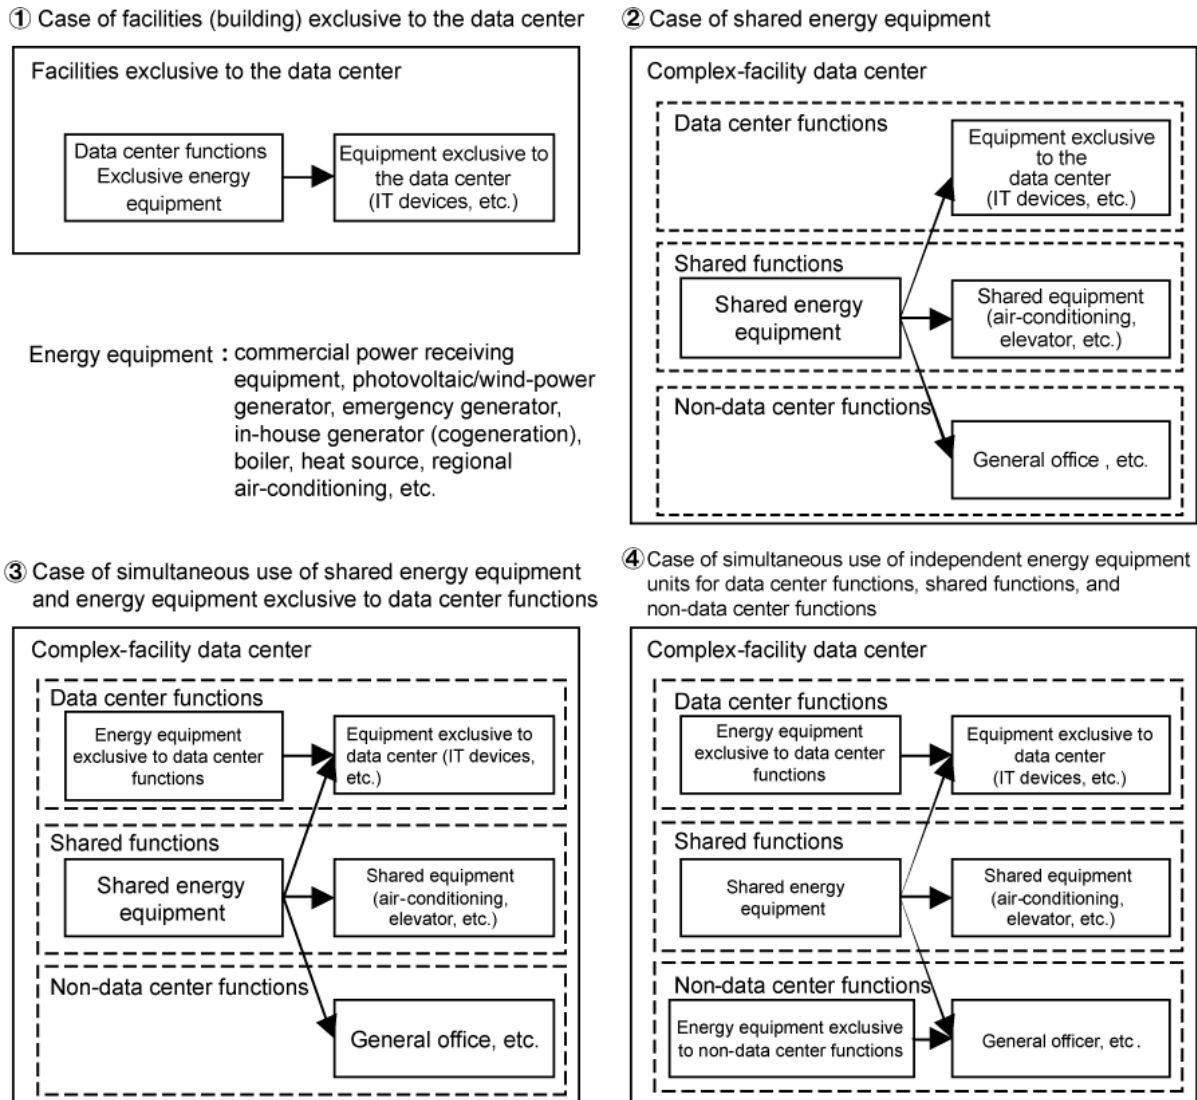 ① Case of facilities (building) exclusive to the data center
Facilities exclusive to the data center
Data center functions
Exclusive energy
equipment
Equipment exclusive to
the data center
(IT devices, etc.)
Energy equipment : commercial power receiving
equipment, photovoltaic/wind-power
generator, emergency generator,
in-house generator (cogeneration),
boiler, heat source, regional
air-conditioning, etc.
② Case of shared energy equipment
Complex-facility data center
Data center functions
Equipment exclusive
to the
data center
(IT devices, etc.)
Shared functions
Shared energy
equipment
Shared equipment
(air-conditioning,
elevator, etc.)
Non-data center functions
General office , etc.
③ Case of simultaneous use of shared energy equipment
and energy equipment exclusive to data center functions
Complex-facility data center
Data center functions
Energy equipment
exclusive to data center
functions
Equipment exclusive to
data center (IT devices,
etc.)
Shared functions
Shared energy
equipment
Shared equipment
(air-conditioning,
elevator, etc.)
Non-data center functions
General office, etc.
④ Case of simultaneous use of independent energy equipment
units for data center functions, shared functions, and
non-data center functions
Complex-facility data center
Data center functions
Energy equipment
exclusive to data center
functions
Equipment exclusive to
data center
(IT devices, etc.)
Shared functions
Shared energy
equipment
Shared equipment
(air-conditioning,
elevator, etc.)
Non-data center functions
Energy equipment exclusive
to non-data center functions
General officer, etc.